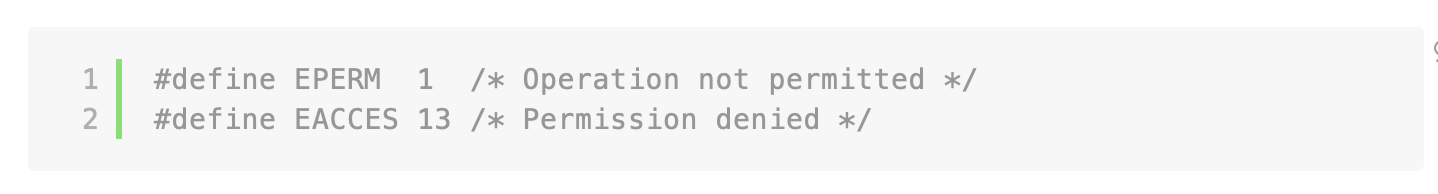 1 #define EPERM  1  /* Operation not permitted */
2 #define EACCES 13 /* Permission denied */